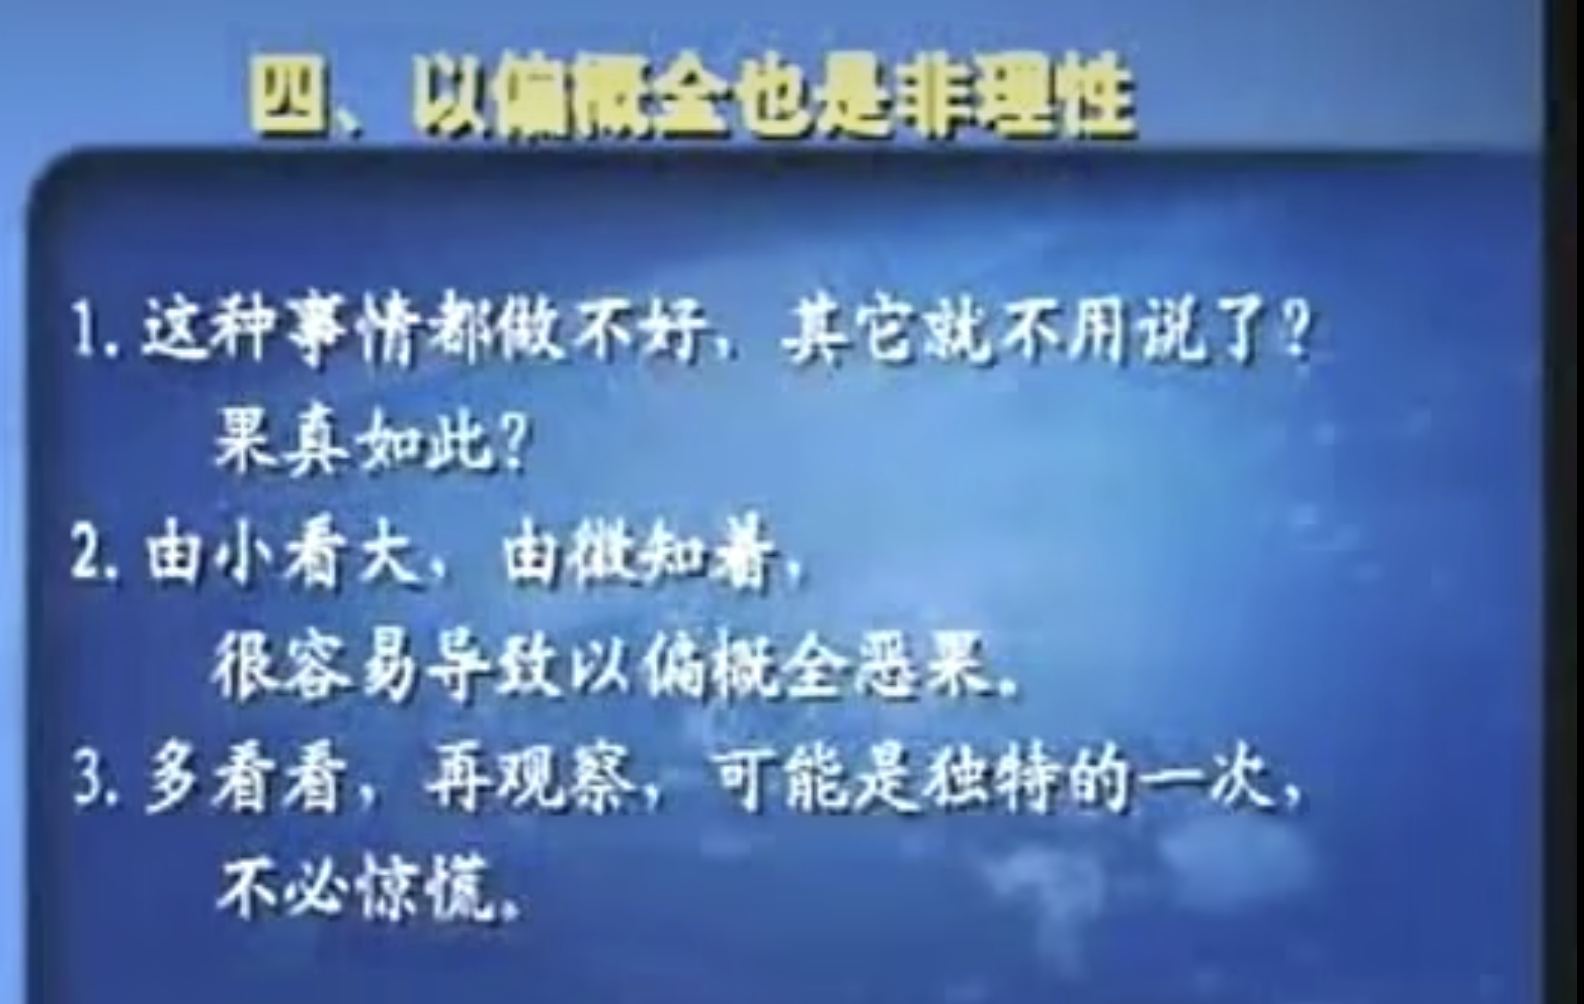 四、以偏概全也是非理性
1.这种事情都做不好，其它就不用说了？
果真如此？
2.由小看大，由微知着，
很容易导致以偏概全恶果。
3.多看看，再观察，可能是独特的一次，
不必惊慌。